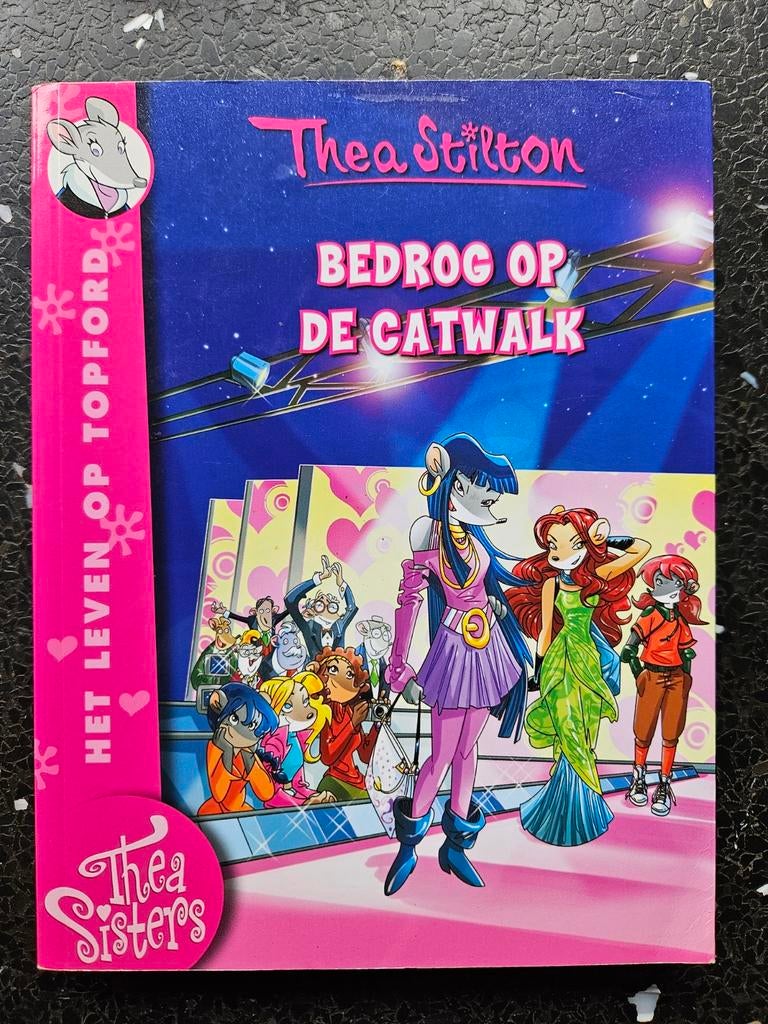 Thea Stilton
BEDROG OP
DE CATWALK
HET LEVEN OP TOPFORD
Thea
Sisters